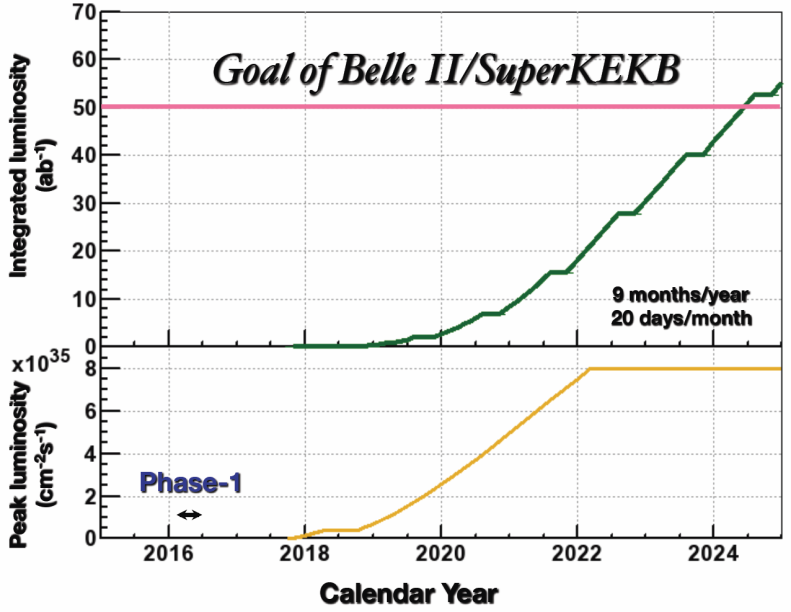 70
60
Goal of Belle II/SuperKEKB
50
40
30
20
10
0
Integrated luminosity
(ab⁻¹)
9 months/year
20 days/month
x10³⁵
8
6
4
2
0
Peak luminosity
(cm⁻²s⁻¹)
Phase-1
2016 2018 2020 2022 2024
Calendar Year